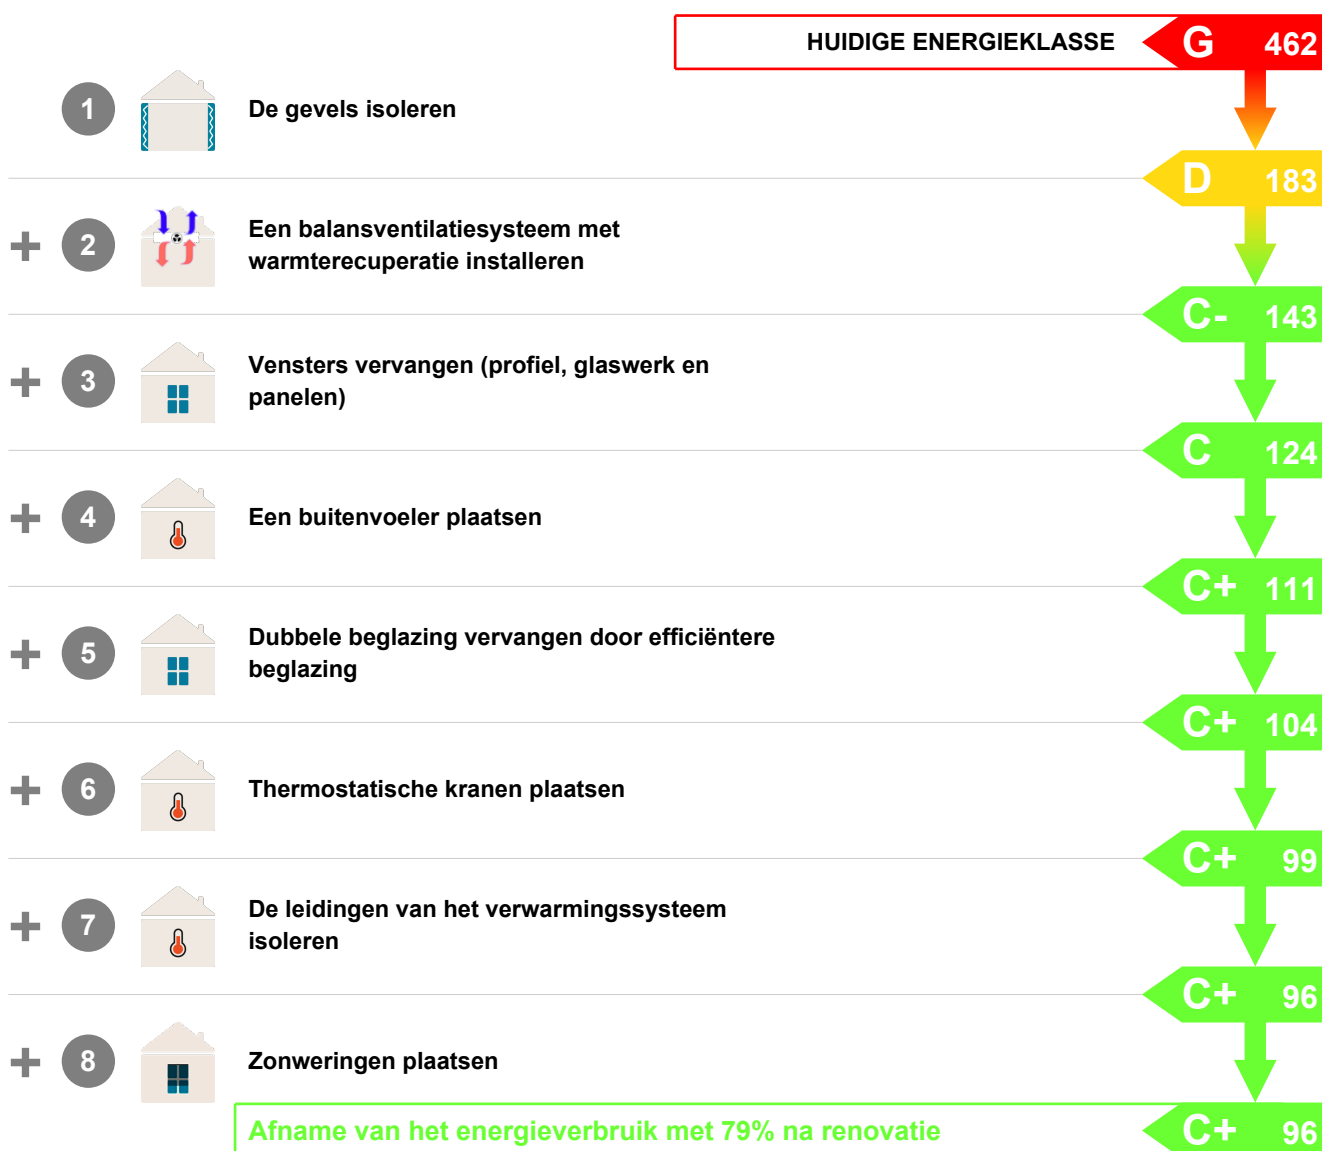 HUIDIGE ENERGIEKLASSE G 462
1 De gevels isoleren
D 183
+ 2 Een balansventilatiesysteem met
warmterecuperatie installeren
C- 143
+ 3 Vensters vervangen (profiel, glaswerk en
panelen)
C 124
+ 4 Een buitenvoeler plaatsen
C+ 111
+ 5 Dubbele beglazing vervangen door efficiëntere
beglazing
C+ 104
+ 6 Thermostatische kranen plaatsen
C+ 99
+ 7 De leidingen van het verwarmingssysteem
isoleren
C+ 96
+ 8 Zonweringen plaatsen
Afname van het energieverbruik met 79% na renovatie C+ 96